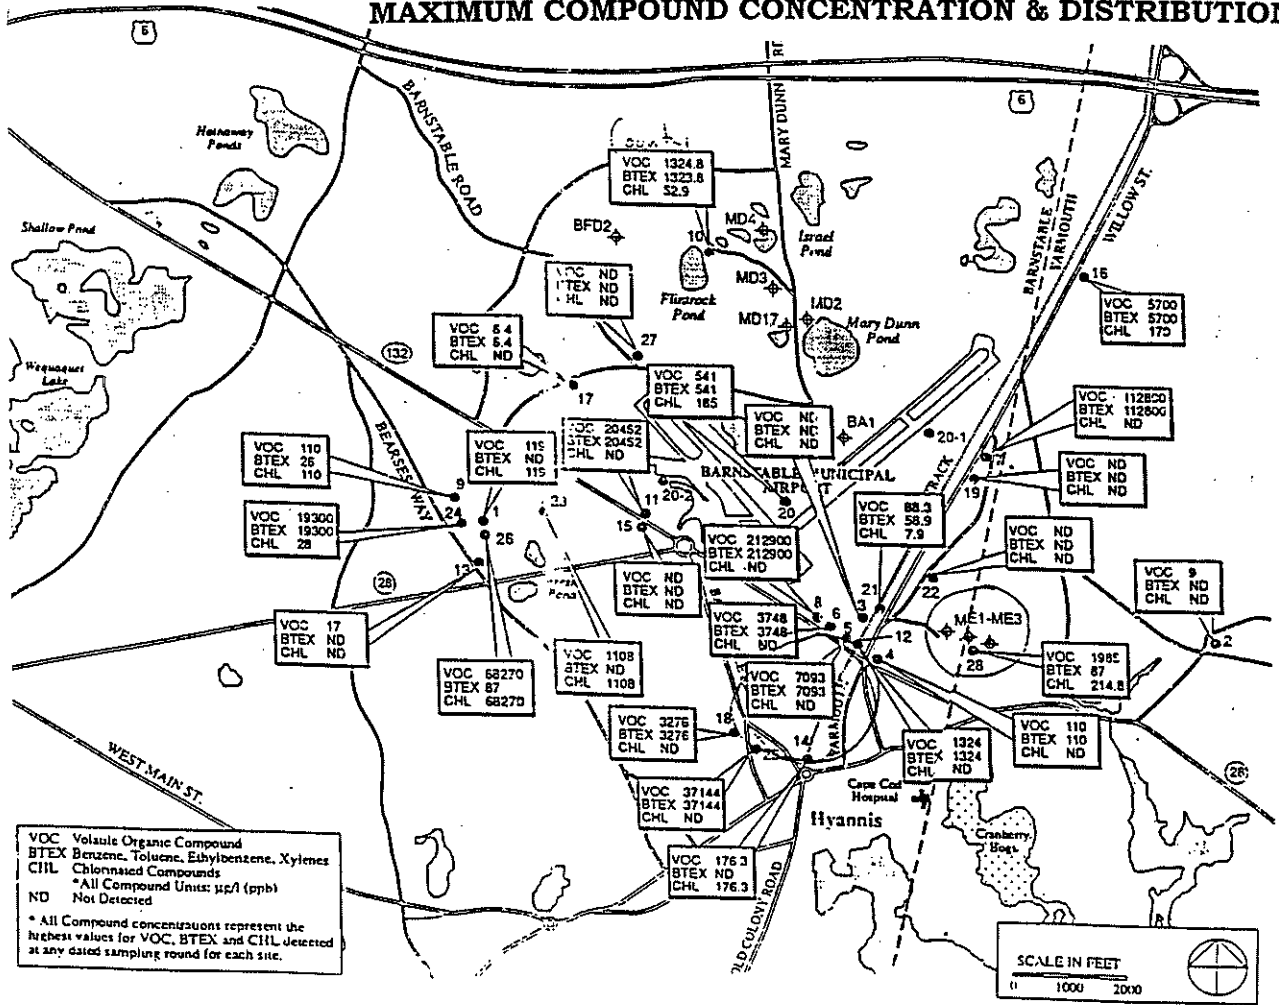 MAXIMUM COMPOUND CONCENTRATION & DISTRIBUTION
6
6
BARNSTABLE ROAD
MARY DUNN
Hathaway
Ponds
VOC 1324.8
BTEX 1323.8
CHL 52.9
BARNSTABLE
YARMOUTH
WILLOW ST.
Shallow Pond
BFD2
MD4
10
Israel
Pond
16
VOC ND
BTEX ND
CHL ND
MD3
Flintrock
Pond
MD2
MD17
Mary Dunn
Pond
VOC 5700
BTEX 5700
CHL 170
VOC 6.4
BTEX 6.4
CHL ND
27
132
Wequaquet
Lake
17
VOC 541
BTEX 541
CHL 185
VOC ND
BTEX ND
CHL ND
BA1
20-1
VOC 112800
BTEX 112800
CHL ND
BEARSES WAY
VOC 20452
BTEX 20452
CHL ND
VOC 110
BTEX 26
CHL 110
VOC 119
BTEX ND
CHL 119
BARNSTABLE MUNICIPAL
AIRPORT
TRACK
VOC ND
BTEX ND
CHL ND
19
9
20-2
20
VOC 88.3
BTEX 58.9
CHL 7.9
24
1
23
11
15
VOC 19300
BTEX 19300
CHL 28
26
VOC 212900
BTEX 212900
CHL ND
VOC ND
BTEX ND
CHL ND
13
28
VOC ND
BTEX ND
CHL ND
22
VOC 9
BTEX ND
CHL ND
21
8
6
3
5
12
4
ME1-ME3
2
VOC 17
BTEX ND
CHL ND
VOC 3748
BTEX 3748
CHL ND
28
VOC 1108
BTEX ND
CHL 1108
VOC 68270
BTEX 87
CHL 68270
VOC 7093
BTEX 7093
CHL ND
YARMOUTH
BTEX 87
CHL 214.8
VOC 3276
BTEX 3276
CHL ND
18
VOC 110
BTEX 110
CHL ND
25
14
VOC 1324
BTEX 1324
CHL ND
WEST MAIN ST.
28
VOC 37144
BTEX 37144
CHL ND
Cape Cod
Hospital
Hyannis
Cranberry
Bogs
VOC Volatile Organic Compound
BTEX Benzene, Toluene, Ethylbenzene, Xylenes
CHL Chlorinated Compounds
*All Compound Units: µg/l (ppb)
ND Not Detected
* All Compound concentrations represent the
highest values for VOC, BTEX and CHL detected
at any dated sampling round for each site.
VOC 176.3
BTEX ND
CHL 176.3
OLD COLONY ROAD
SCALE IN FEET
0 1000 2000